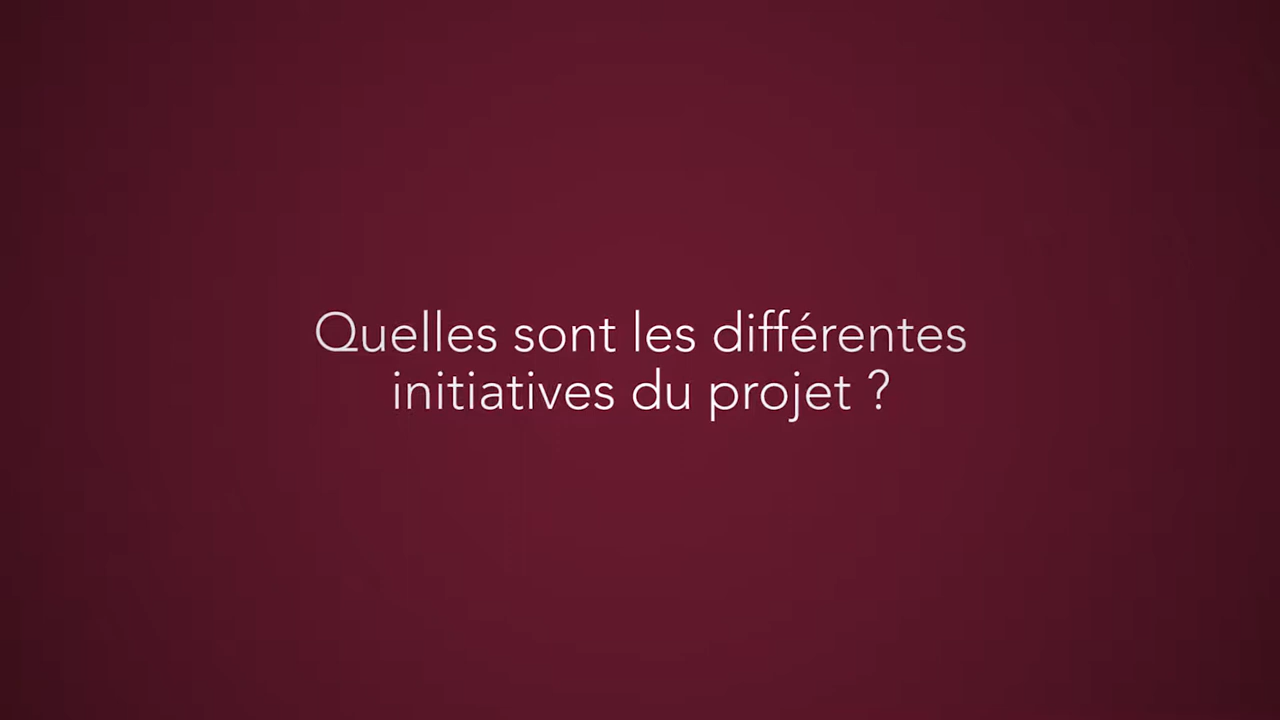 Quelles sont les différentes
initiatives du projet ?